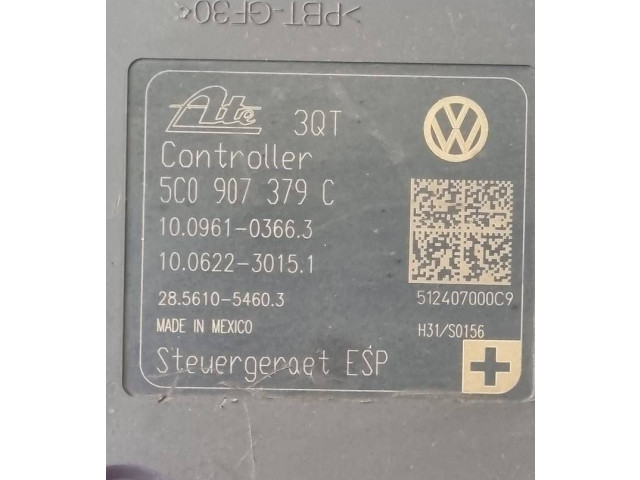 >PBT-GF30<
Ate 3QT
Controller
5C0 907 379 C
10.0961-0366.3
10.0622-3015.1
28.5610-5460.3
512407000C9
MADE IN MEXICO
H31/S0156
Steuergeraet ESP